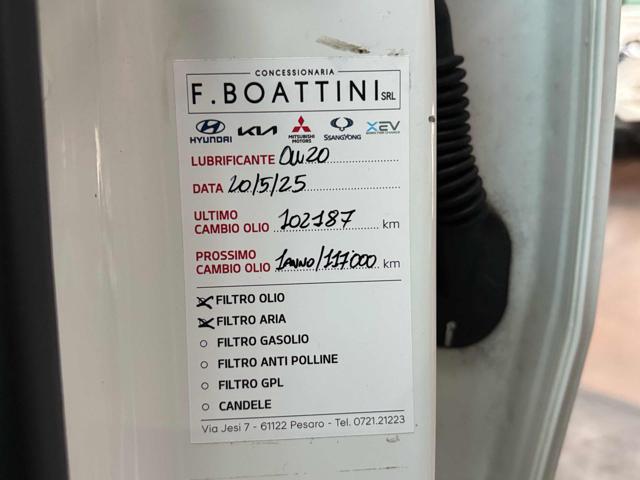 CONCESSIONARIA
F. BOATTINI SRL
HYUNDAI KIA MITSUBISHI MOTORS SSANGYONG XEV
LUBRIFICANTE 0W20
DATA 20/5/25
ULTIMO
CAMBIO OLIO 102187 km
PROSSIMO
CAMBIO OLIO 1ANNO/117'000 km
FILTRO OLIO
FILTRO ARIA
FILTRO GASOLIO
FILTRO ANTI POLLINE
FILTRO GPL
CANDELE
Via Jesi 7 - 61122 Pesaro - Tel. 0721.21223